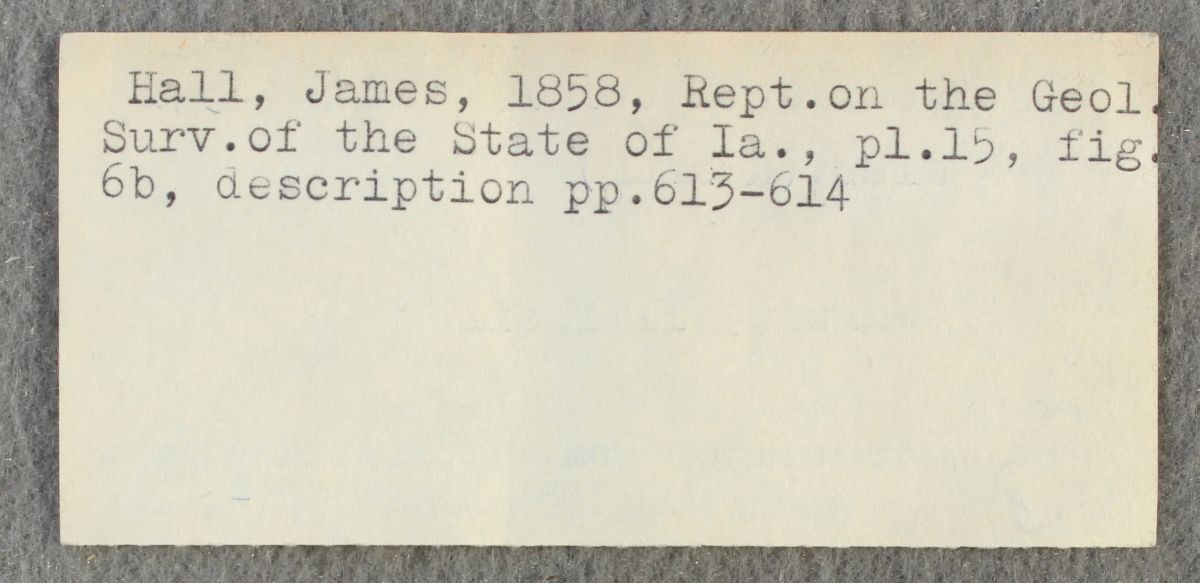 Hall, James, 1858, Rept.on the Geol.
Surv.of the State of Ia., pl.15, fig.
6b, description pp.613-614